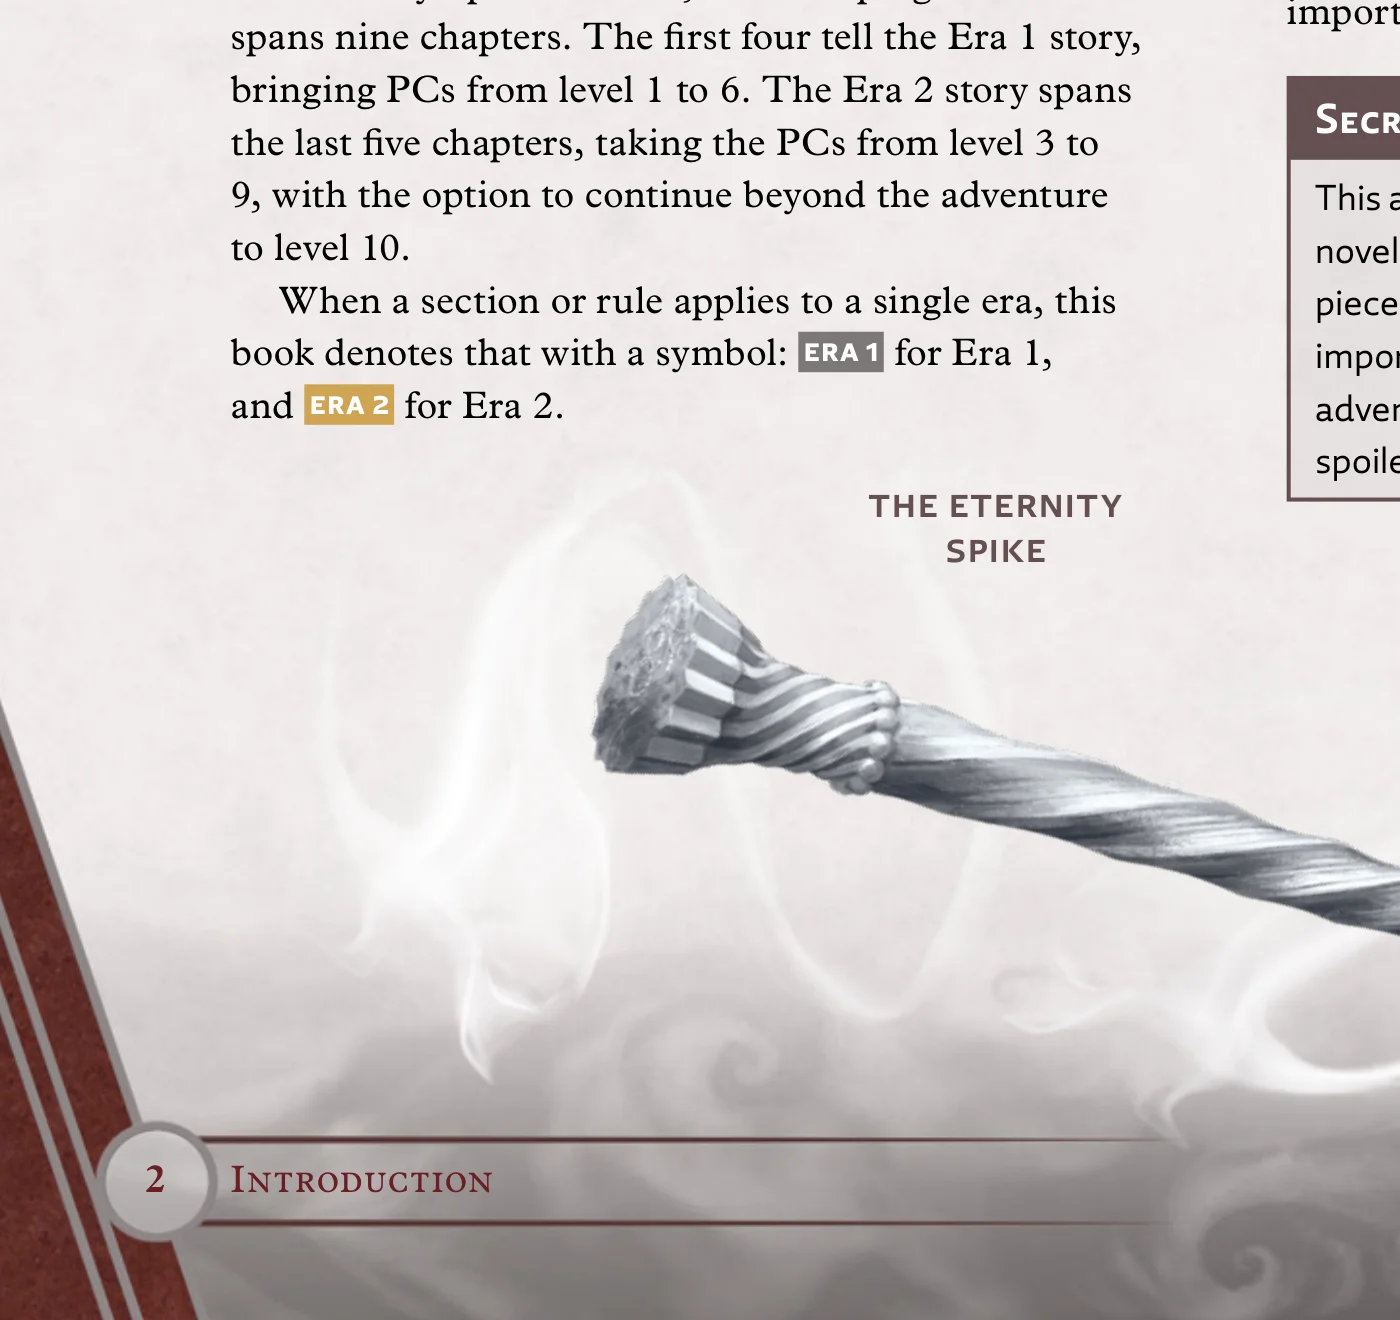 spans nine chapters. The first four tell the Era 1 story,
bringing PCs from level 1 to 6. The Era 2 story spans
the last five chapters, taking the PCs from level 3 to
9, with the option to continue beyond the adventure
to level 10.
When a section or rule applies to a single era, this
book denotes that with a symbol: ERA 1 for Era 1,
and ERA 2 for Era 2.
THE ETERNITY
SPIKE
2 INTRODUCTION
This